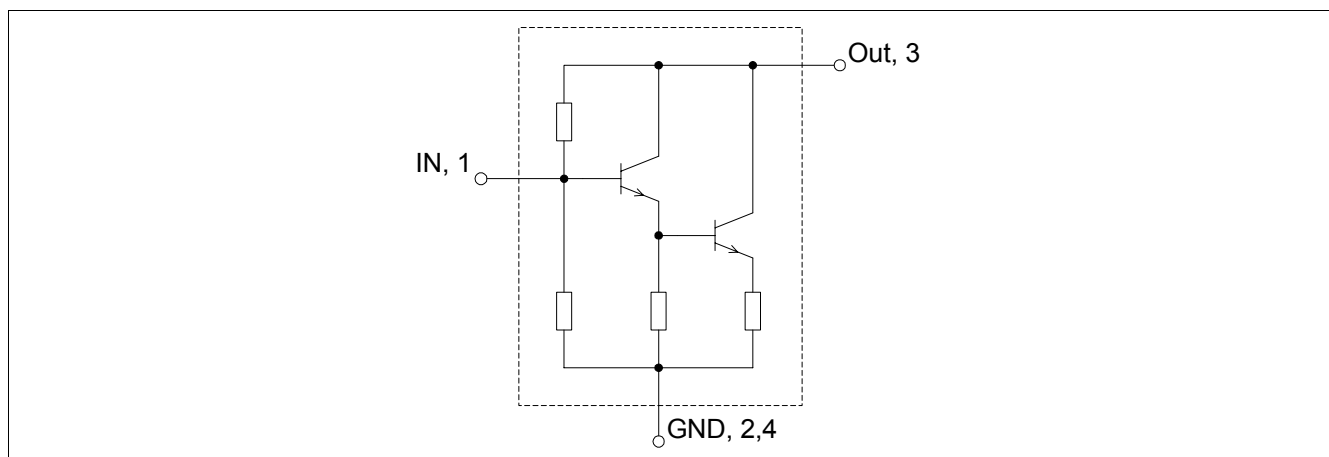 Out, 3
IN, 1
GND, 2,4